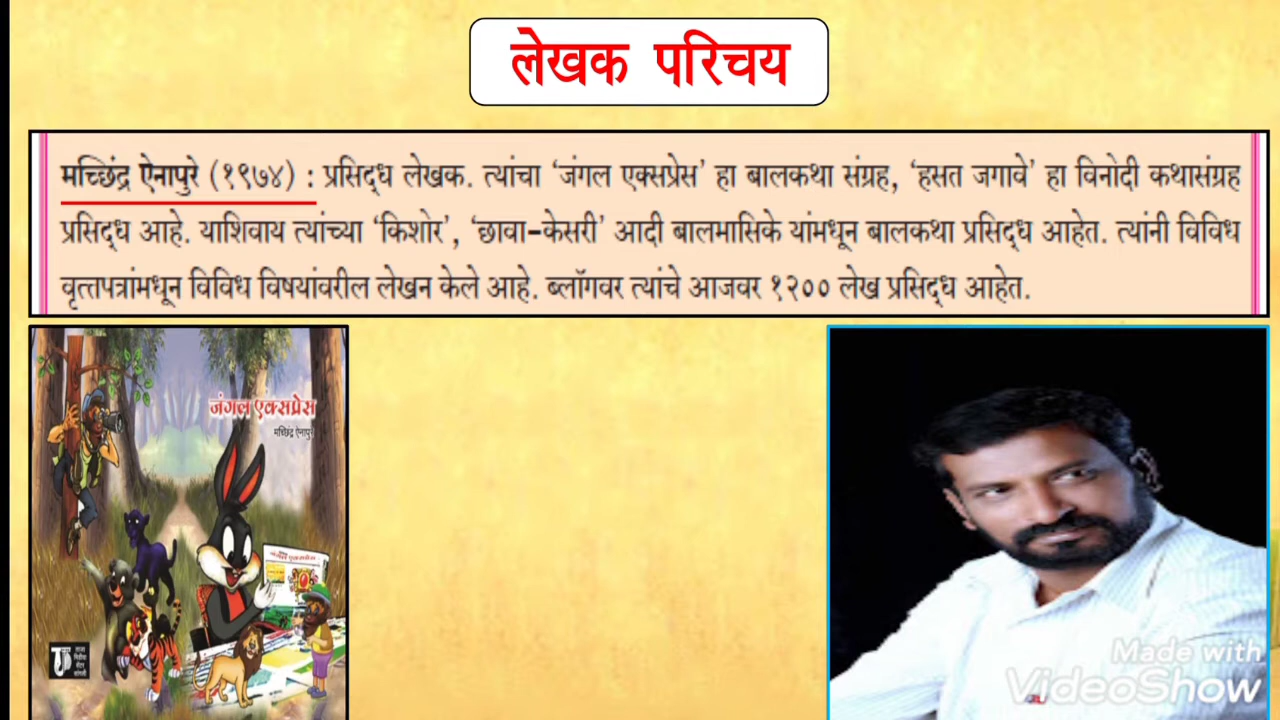 लेखक परिचय
मच्छिंद्र ऐनापुरे (१९७४) : प्रसिद्ध लेखक. त्यांचा ‘जंगल एक्सप्रेस’ हा बालकथा संग्रह, ‘हसत जगावे’ हा विनोदी कथासंग्रह
प्रसिद्ध आहे. याशिवाय त्यांच्या ‘किशोर’, ‘छावा-केसरी’ आदी बालमासिके यांमधून बालकथा प्रसिद्ध आहेत. त्यांनी विविध
वृत्तपत्रांमधून विविध विषयांवरील लेखन केले आहे. ब्लॉगवर त्यांचे आजवर १२०० लेख प्रसिद्ध आहेत.
जंगल एक्सप्रेस
मच्छिंद्र ऐनापुरे
Made with
VideoShow